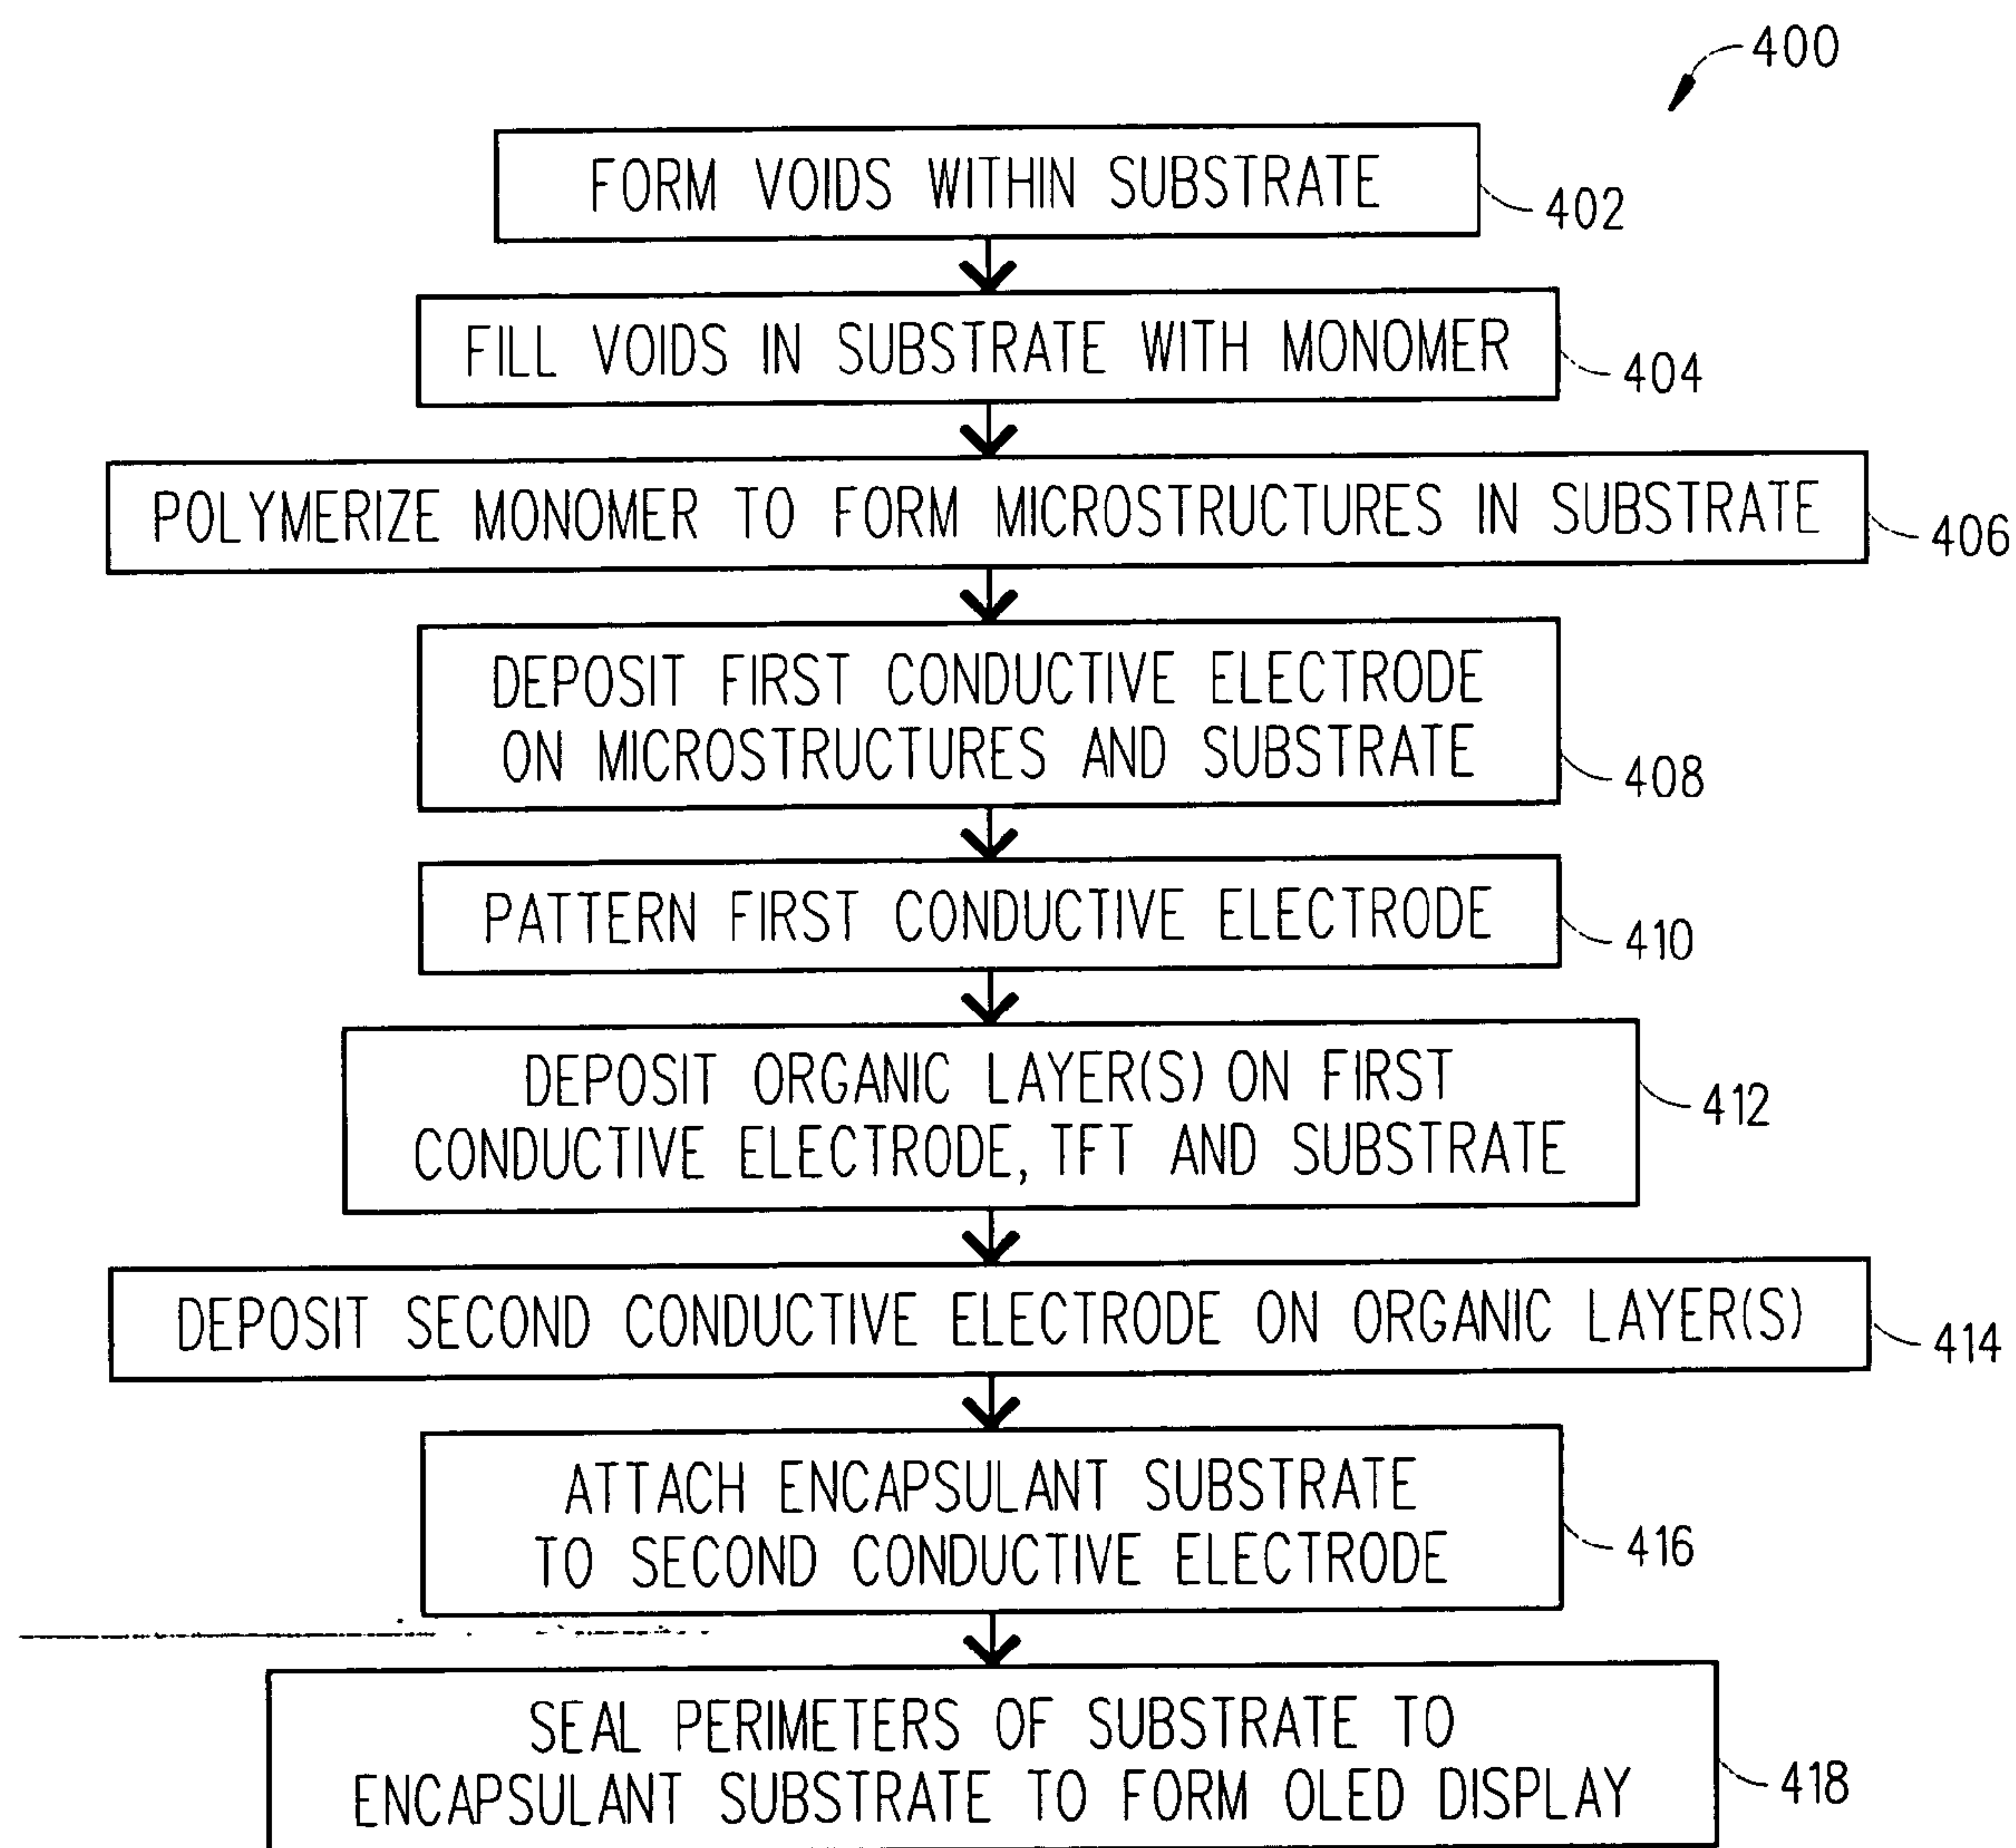 400
FORM VOIDS WITHIN SUBSTRATE
402
FILL VOIDS IN SUBSTRATE WITH MONOMER
404
POLYMERIZE MONOMER TO FORM MICROSTRUCTURES IN SUBSTRATE
406
DEPOSIT FIRST CONDUCTIVE ELECTRODE
ON MICROSTRUCTURES AND SUBSTRATE
408
PATTERN FIRST CONDUCTIVE ELECTRODE
410
DEPOSIT ORGANIC LAYER(S) ON FIRST
CONDUCTIVE ELECTRODE, TFT AND SUBSTRATE
412
DEPOSIT SECOND CONDUCTIVE ELECTRODE ON ORGANIC LAYER(S)
414
ATTACH ENCAPSULANT SUBSTRATE
TO SECOND CONDUCTIVE ELECTRODE
416
SEAL PERIMETERS OF SUBSTRATE TO
ENCAPSULANT SUBSTRATE TO FORM OLED DISPLAY
418